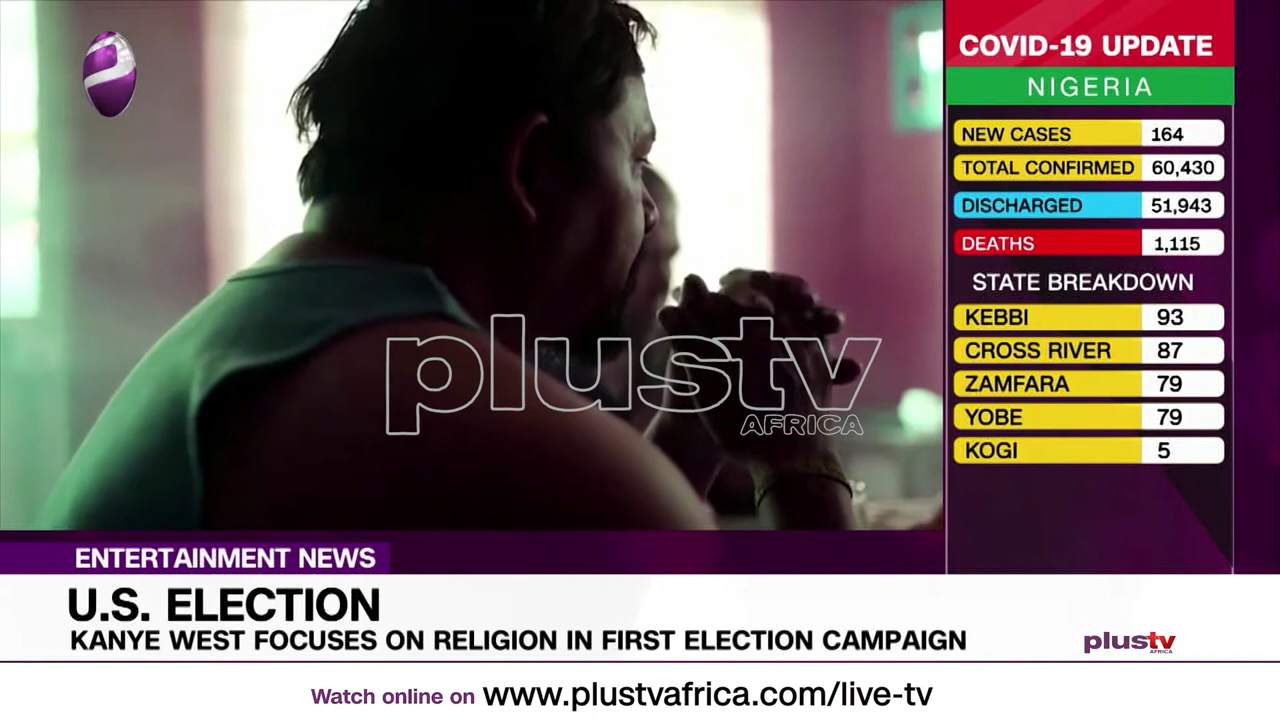 plustv
AFRICA
COVID-19 UPDATE
NIGERIA
NEW CASES 164
TOTAL CONFIRMED 60,430
DISCHARGED 51,943
DEATHS 1,115
STATE BREAKDOWN
KEBBI 93
CROSS RIVER 87
ZAMFARA 79
YOBE 79
KOGI 5
ENTERTAINMENT NEWS
U.S. ELECTION
KANYE WEST FOCUSES ON RELIGION IN FIRST ELECTION CAMPAIGN
plustv
AFRICA
Watch online on www.plustvafrica.com/live-tv